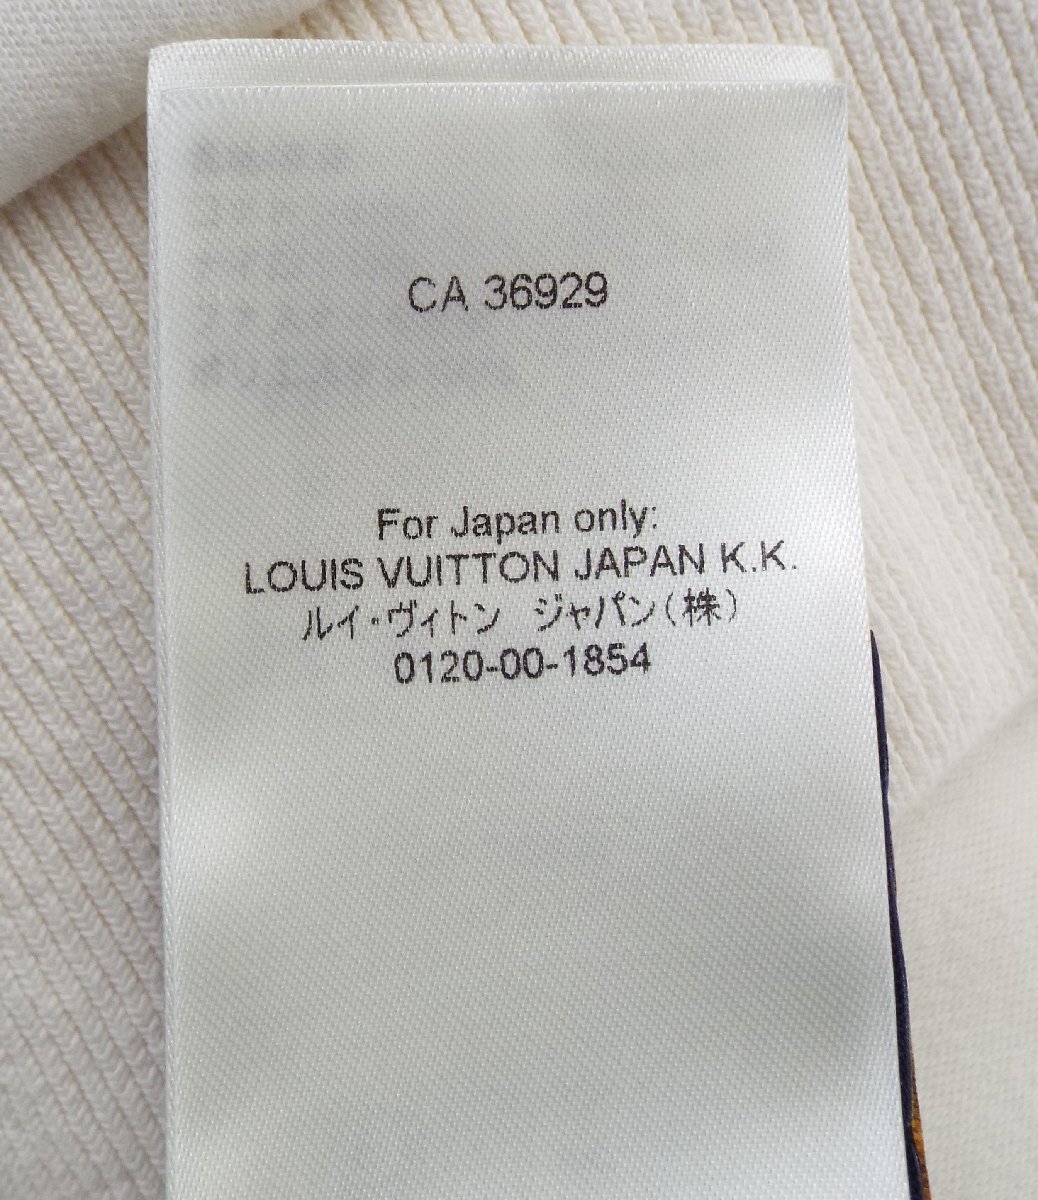 CA 36929
For Japan only:
LOUIS VUITTON JAPAN K.K.
ルイ・ヴィトン　ジャパン(株)
0120-00-1854